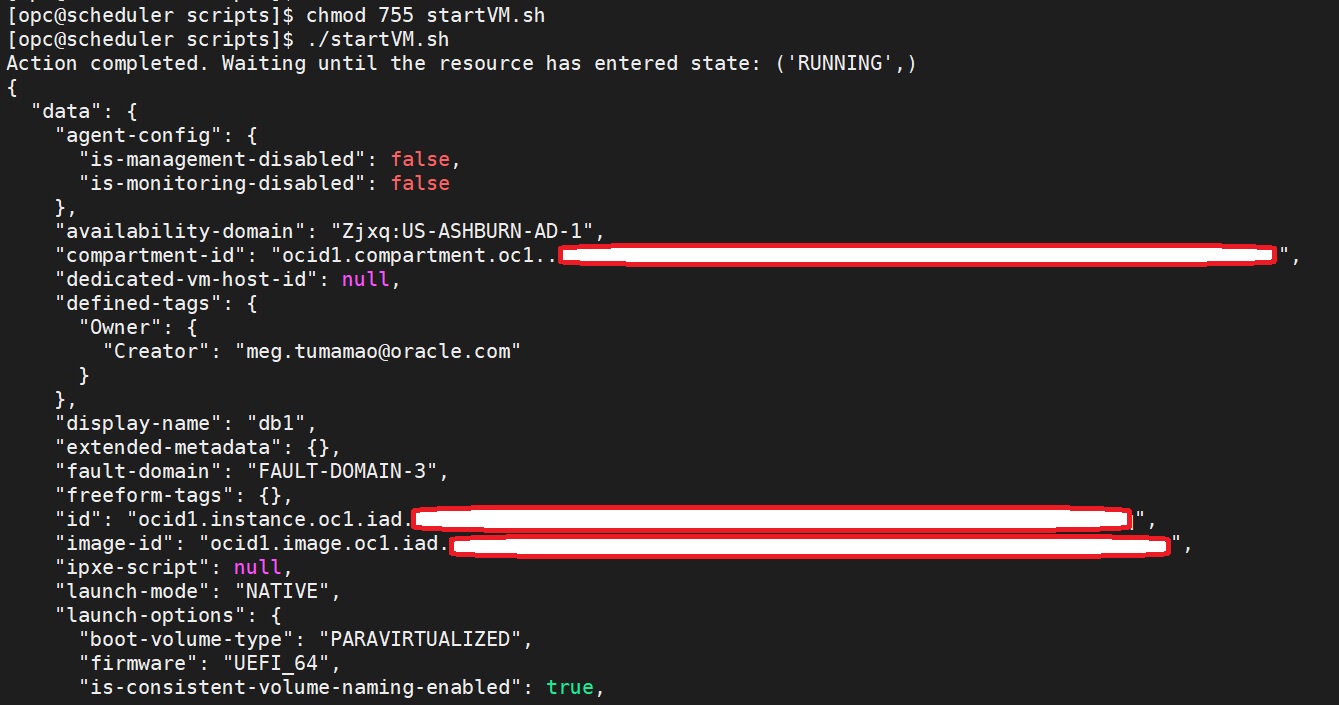 [opc@scheduler scripts]$ chmod 755 startVM.sh
[opc@scheduler scripts]$ ./startVM.sh
Action completed. Waiting until the resource has entered state: ('RUNNING',)
{
  "data": {
    "agent-config": {
      "is-management-disabled": false,
      "is-monitoring-disabled": false
    },
    "availability-domain": "Zjxq:US-ASHBURN-AD-1",
    "compartment-id": "ocid1.compartment.oc1..",
    "dedicated-vm-host-id": null,
    "defined-tags": {
      "Owner": {
        "Creator": "meg.tumamao@oracle.com"
      }
    },
    "display-name": "db1",
    "extended-metadata": {},
    "fault-domain": "FAULT-DOMAIN-3",
    "freeform-tags": {},
    "id": "ocid1.instance.oc1.iad.",
    "image-id": "ocid1.image.oc1.iad.",
    "ipxe-script": null,
    "launch-mode": "NATIVE",
    "launch-options": {
      "boot-volume-type": "PARAVIRTUALIZED",
      "firmware": "UEFI_64",
      "is-consistent-volume-naming-enabled": true,